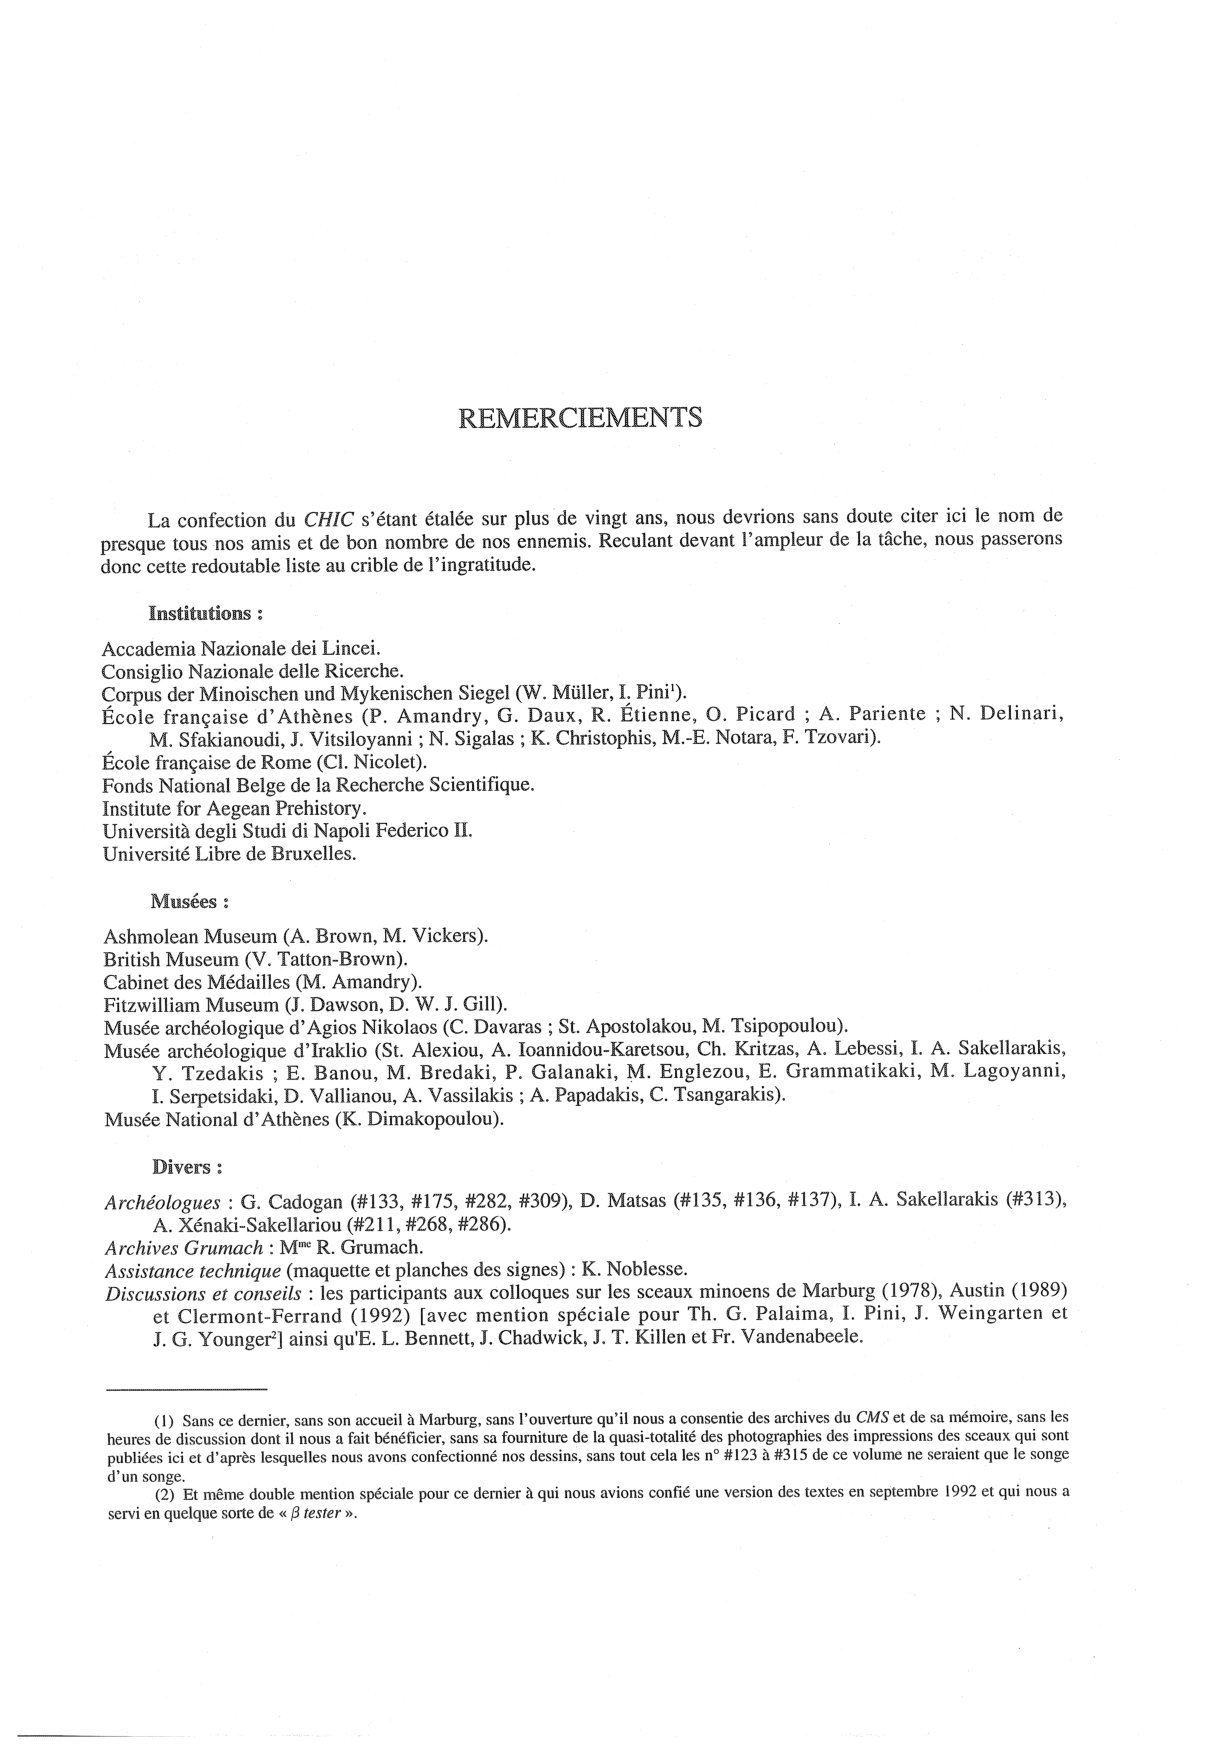 REMERCIEMENTS
La confection du CHIC s'étant étalée sur plus de vingt ans, nous devrions sans doute citer ici le nom de
presque tous nos amis et de bon nombre de nos ennemis. Reculant devant l'ampleur de la tâche, nous passerons
donc cette redoutable liste au crible de l'ingratitude.
Institutions :
Accademia Nazionale dei Lincei.
Consiglio Nazionale delle Ricerche.
Corpus der Minoischen und Mykenischen Siegel (W. Müller, I. Pini¹).
École française d'Athènes (P. Amandry, G. Daux, R. Étienne, O. Picard ; A. Pariente ; N. Delinari,
M. Sfakianoudi, J. Vitsiloyanni ; N. Sigalas ; K. Christophis, M.-E. Notara, F. Tzovari).
École française de Rome (Cl. Nicolet).
Fonds National Belge de la Recherche Scientifique.
Institute for Aegean Prehistory.
Università degli Studi di Napoli Federico II.
Université Libre de Bruxelles.
Musées :
Ashmolean Museum (A. Brown, M. Vickers).
British Museum (V. Tatton-Brown).
Cabinet des Médailles (M. Amandry).
Fitzwilliam Museum (J. Dawson, D. W. J. Gill).
Musée archéologique d'Agios Nikolaos (C. Davaras ; St. Apostolakou, M. Tsipopoulou).
Musée archéologique d'Iraklio (St. Alexiou, A. Ioannidou-Karetsou, Ch. Kritzas, A. Lebessi, I. A. Sakellarakis,
Y. Tzedakis ; E. Banou, M. Bredaki, P. Galanaki, M. Englezou, E. Grammatikaki, M. Lagoyanni,
I. Serpetsidaki, D. Vallianou, A. Vassilakis ; A. Papadakis, C. Tsangarakis).
Musée National d'Athènes (K. Dimakopoulou).
Divers :
Archéologues : G. Cadogan (#133, #175, #282, #309), D. Matsas (#135, #136, #137), I. A. Sakellarakis (#313),
A. Xénaki-Sakellariou (#211, #268, #286).
Archives Grumach : Mme R. Grumach.
Assistance technique (maquette et planches des signes) : K. Noblesse.
Discussions et conseils : les participants aux colloques sur les sceaux minoens de Marburg (1978), Austin (1989)
et Clermont-Ferrand (1992) [avec mention spéciale pour Th. G. Palaima, I. Pini, J. Weingarten et
J. G. Younger²] ainsi qu'E. L. Bennett, J. Chadwick, J. T. Killen et Fr. Vandenabeele.
(1) Sans ce dernier, sans son accueil à Marburg, sans l'ouverture qu'il nous a consentie des archives du CMS et de sa mémoire, sans les
heures de discussion dont il nous a fait bénéficier, sans sa fourniture de la quasi-totalité des photographies des impressions des sceaux qui sont
publiées ici et d'après lesquelles nous avons confectionné nos dessins, sans tout cela les n° #123 à #315 de ce volume ne seraient que le songe
d'un songe.
(2) Et même double mention spéciale pour ce dernier à qui nous avions confié une version des textes en septembre 1992 et qui nous a
servi en quelque sorte de « β tester ».